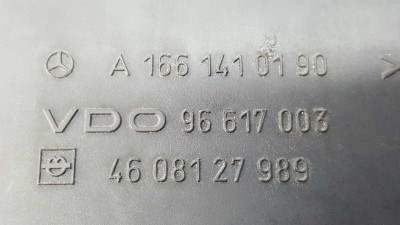 A 166 141 01 90 >
VDO 96 617 003
46 081 27 989